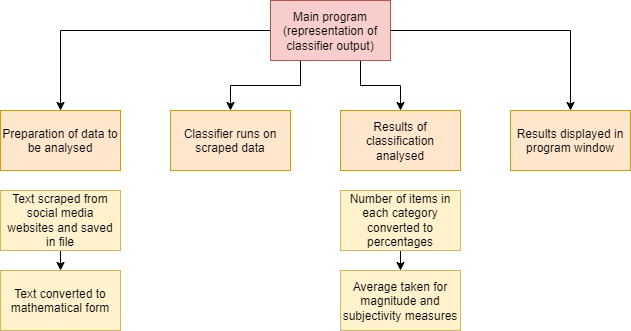 Main program
(representation of
classifier output)
Preparation of data to
be analysed
Classifier runs on
scraped data
Results of
classification
analysed
Results displayed in
program window
Text scraped from
social media
websites and saved
in file
Number of items in
each category
converted to
percentages
Text converted to
mathematical form
Average taken for
magnitude and
subjectivity measures